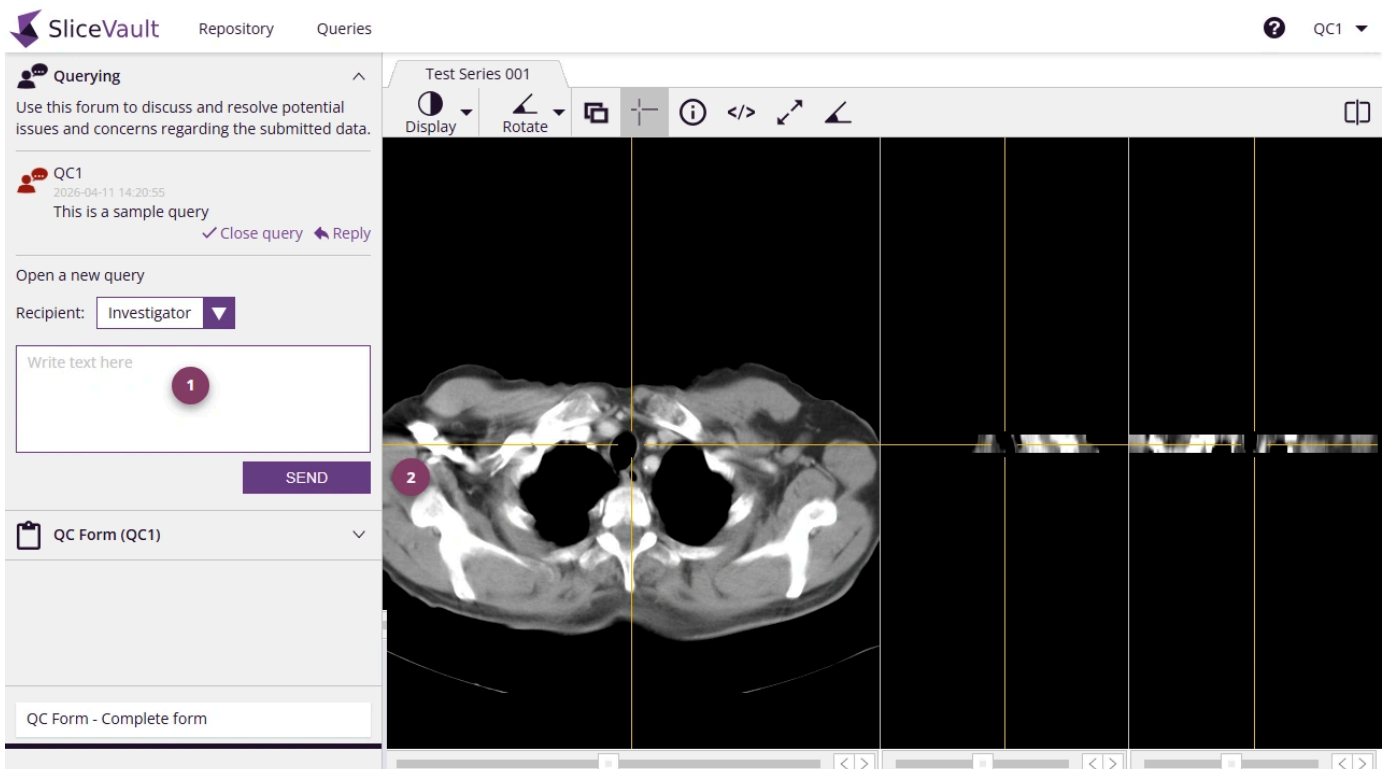 SliceVault
Repository
Queries
QC1
Querying
Use this forum to discuss and resolve potential
issues and concerns regarding the submitted data.
QC1
2026-04-11 14:20:55
This is a sample query
Close query
Reply
Open a new query
Recipient:
Investigator
Write text here
1
SEND
QC Form (QC1)
QC Form - Complete form
Test Series 001
Display
Rotate
</>
2